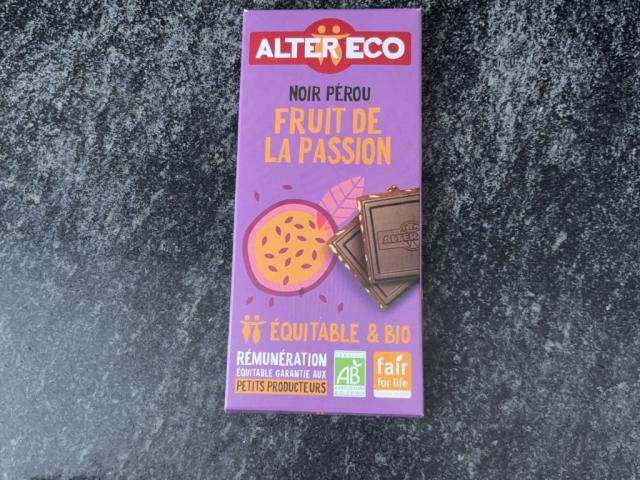 ALTER ECO
NOIR PÉROU
FRUIT DE
LA PASSION
ALTER
ÉQUITABLE & BIO
RÉMUNÉRATION
ÉQUITABLE GARANTIE AUX
PETITS PRODUCTEURS
AB
fair
for life